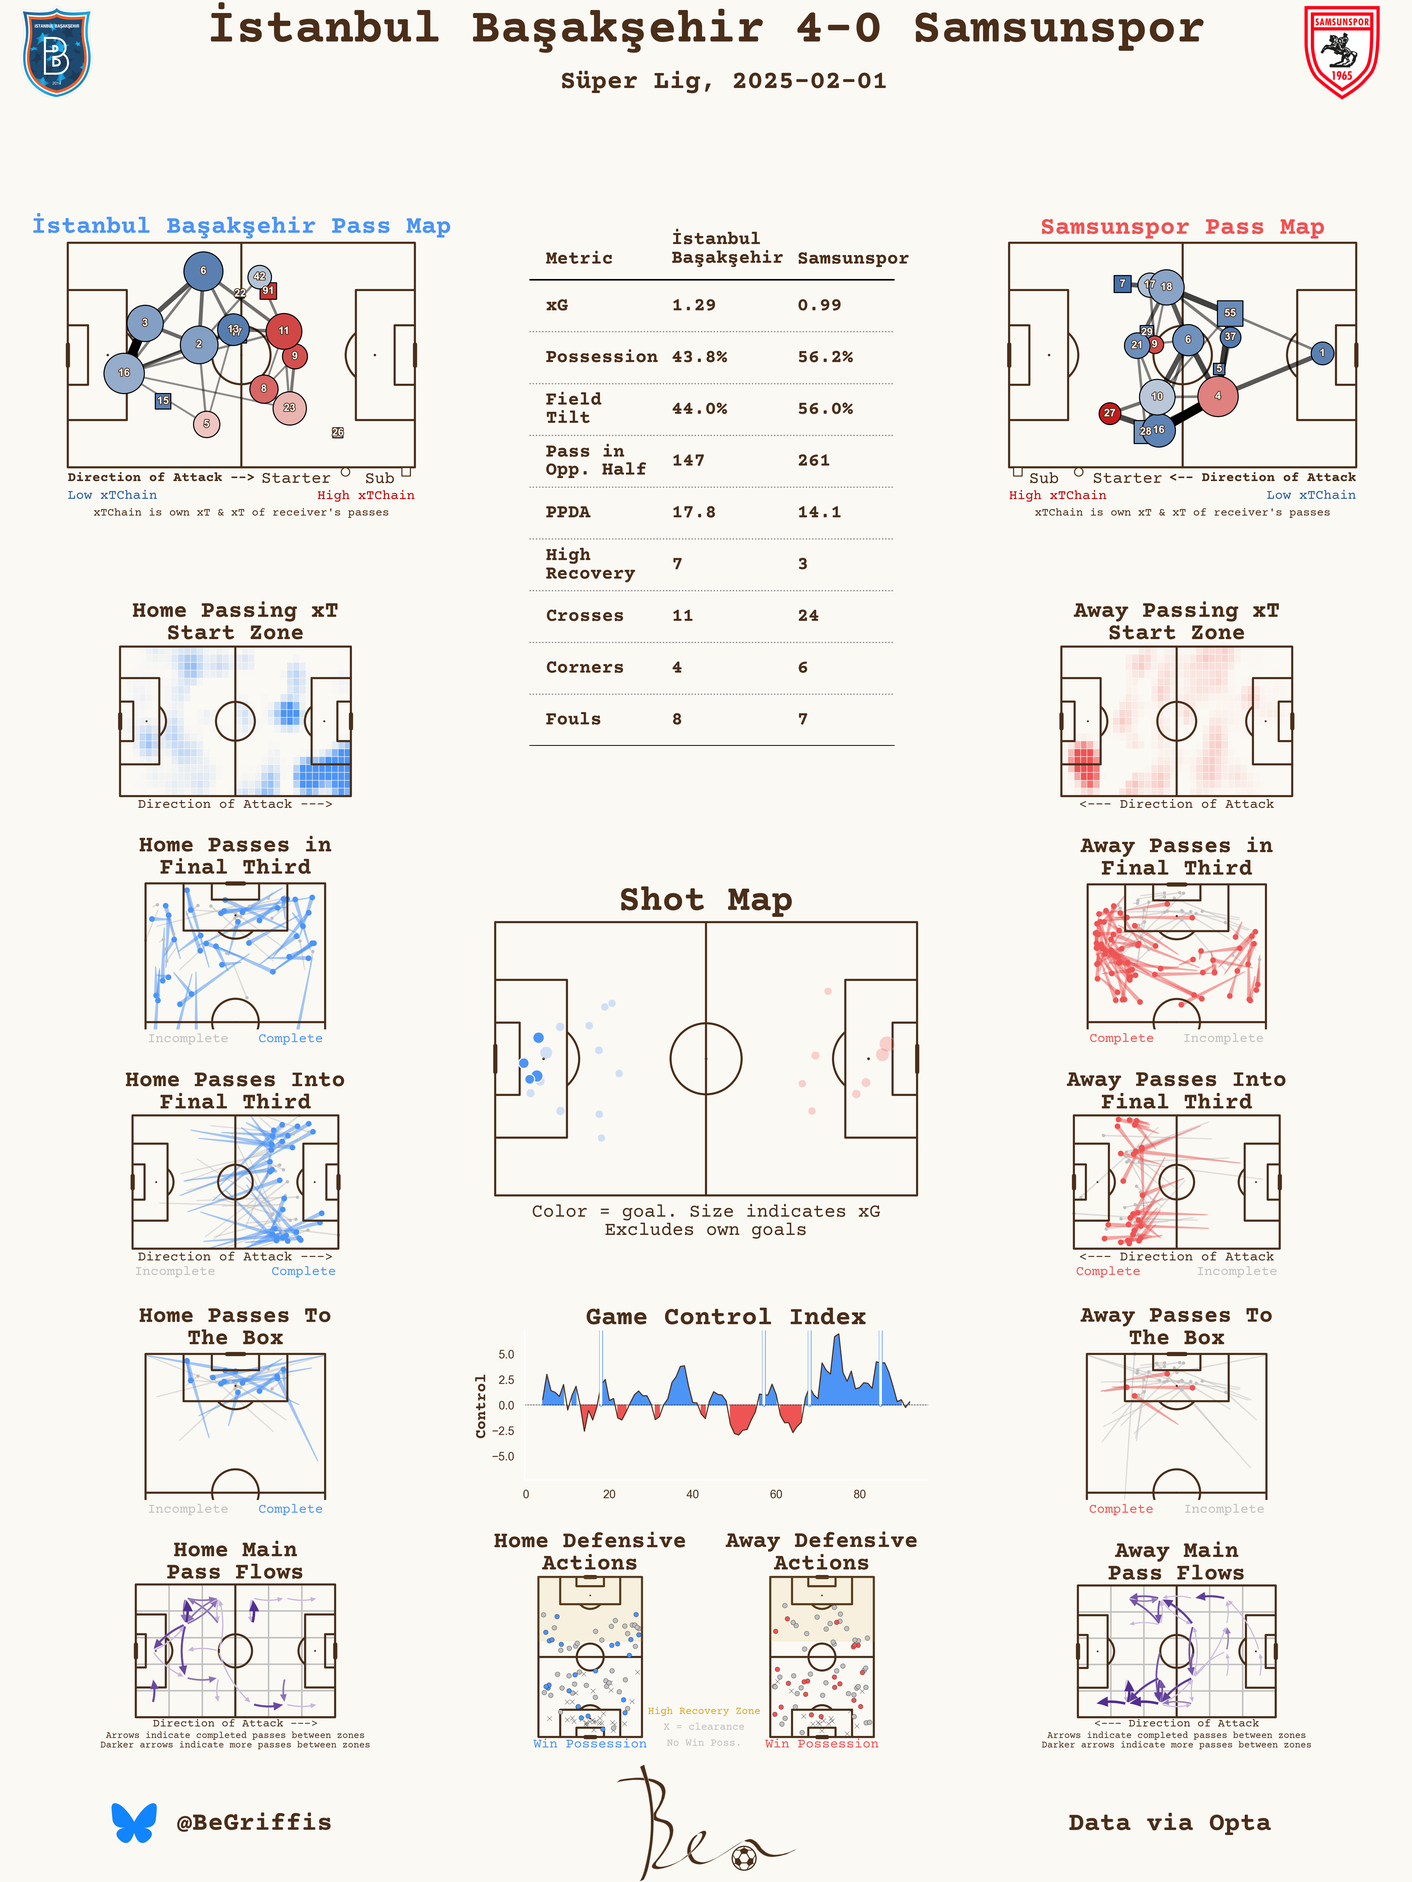 İstanbul Başakşehir 4-0 Samsunspor
Süper Lig, 2025-02-01
İSTANBUL BAŞAKŞEHİR
2014
SAMSUNSPOR
1965
İstanbul Başakşehir Pass Map
6
42
22
91
3
13
11
2
9
16
8
15
23
5
26
Direction of Attack --> Starter Sub
Low xTChain High xTChain
xTChain is own xT & xT of receiver's passes
Metric İstanbul Başakşehir Samsunspor
xG 1.29 0.99
Possession 43.8% 56.2%
Field Tilt 44.0% 56.0%
Pass in Opp. Half 147 261
PPDA 17.8 14.1
High Recovery 7 3
Crosses 11 24
Corners 4 6
Fouls 8 7
Samsunspor Pass Map
7
17
18
55
29
37
21
9
6
1
5
10
4
27
28
16
Sub Starter <-- Direction of Attack
High xTChain Low xTChain
xTChain is own xT & xT of receiver's passes
Home Passing xT
Start Zone
Direction of Attack --->
Away Passing xT
Start Zone
<--- Direction of Attack
Home Passes in
Final Third
Incomplete Complete
Away Passes in
Final Third
Complete Incomplete
Shot Map
Color = goal. Size indicates xG
Excludes own goals
Home Passes Into
Final Third
Direction of Attack --->
Incomplete Complete
Away Passes Into
Final Third
<--- Direction of Attack
Complete Incomplete
Home Passes To
The Box
Incomplete Complete
Game Control Index
Control
5.0
2.5
0.0
−2.5
−5.0
0 20 40 60 80
Away Passes To
The Box
Complete Incomplete
Home Main
Pass Flows
Direction of Attack --->
Arrows indicate completed passes between zones
Darker arrows indicate more passes between zones
Home Defensive
Actions
Win Possession
High Recovery Zone
X = clearance
No Win Poss.
Away Defensive
Actions
Win Possession
Away Main
Pass Flows
<--- Direction of Attack
Arrows indicate completed passes between zones
Darker arrows indicate more passes between zones
@BeGriffis
Ben
Data via Opta